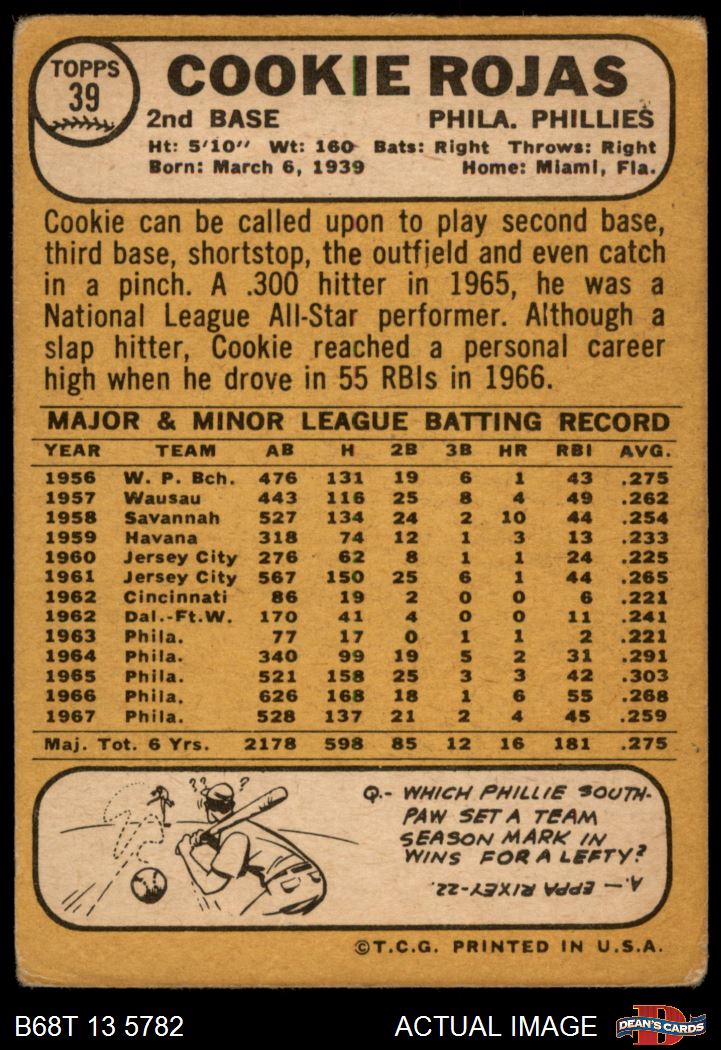 TOPPS
39
COOKIE ROJAS
2nd BASE PHILA. PHILLIES
Ht: 5'10" Wt: 160 Bats: Right Throws: Right
Born: March 6, 1939 Home: Miami, Fla.
Cookie can be called upon to play second base,
third base, shortstop, the outfield and even catch
in a pinch. A .300 hitter in 1965, he was a
National League All-Star performer. Although a
slap hitter, Cookie reached a personal career
high when he drove in 55 RBIs in 1966.
MAJOR & MINOR LEAGUE BATTING RECORD
YEAR TEAM AB H 2B 3B HR RBI AVG.
1956 W. P. Bch. 476 131 19 6 1 43 .275
1957 Wausau 443 116 25 8 4 49 .262
1958 Savannah 527 134 24 2 10 44 .254
1959 Havana 318 74 12 1 3 13 .233
1960 Jersey City 276 62 8 1 1 24 .225
1961 Jersey City 567 150 25 6 1 44 .265
1962 Cincinnati 86 19 2 0 0 6 .221
1962 Dal.-Ft.W. 170 41 4 0 0 11 .241
1963 Phila. 77 17 0 1 1 2 .221
1964 Phila. 340 99 19 5 2 31 .291
1965 Phila. 521 158 25 3 3 42 .303
1966 Phila. 626 168 18 1 6 55 .268
1967 Phila. 528 137 21 2 4 45 .259
Maj. Tot. 6 Yrs. 2178 598 85 12 16 181 .275
???
Q.- WHICH PHILLIE SOUTH-
PAW SET A TEAM
SEASON MARK IN
WINS FOR A LEFTY?
A.— EPPA RIXEY-22.
©T.C.G. PRINTED IN U.S.A.
B68T 13 5782 ACTUAL IMAGE
D
DEAN'S CARDS